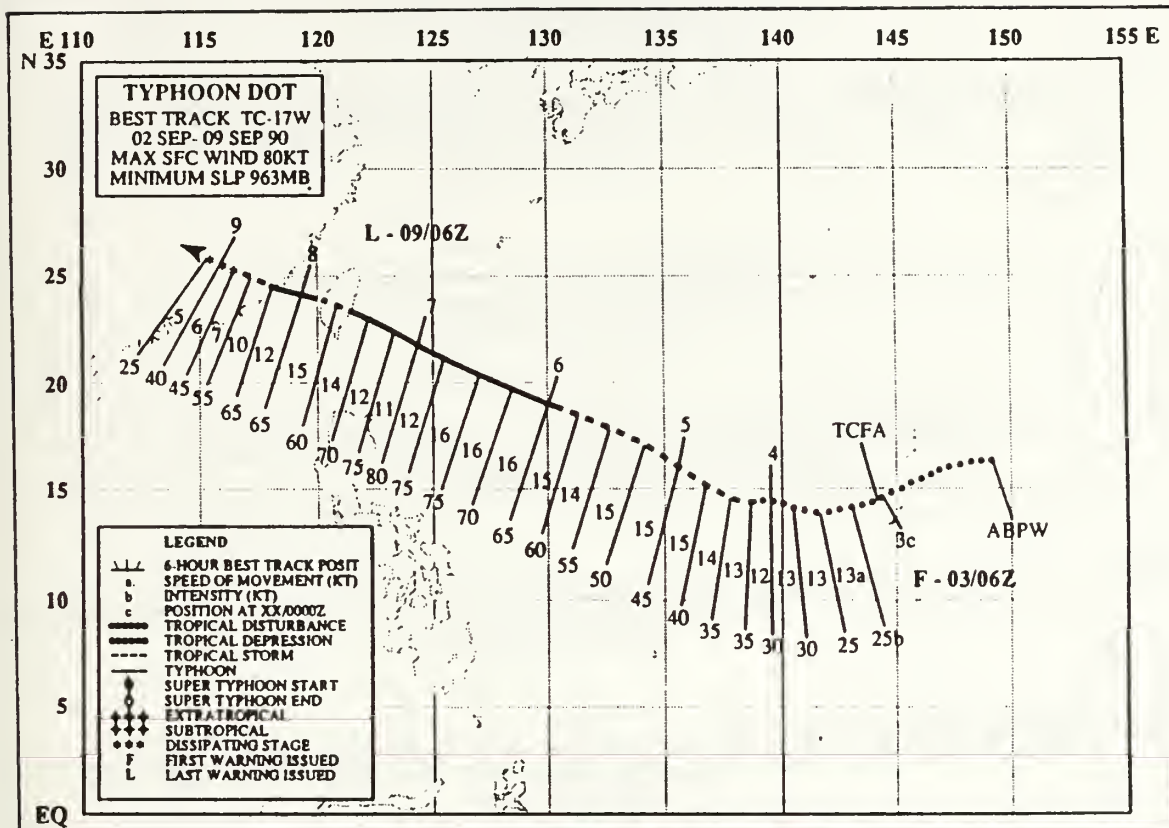 E 110 115 120 125 130 135 140 145 150 155 E
N 35
TYPHOON DOT
BEST TRACK TC-17W
02 SEP- 09 SEP 90
MAX SFC WIND 80KT
MINIMUM SLP 963MB
30
9
L - 09/06Z
8
25
7
5 6 7 10 12 15 14 12 11 12 6 16 16 15 14 15 15 15 14 13 12 13 13 13a
6
20
5
4
TCFA
25 40 45 55 65 65 60 70 75 80 75 75 70 65 60 55 50 45 40 35 35 30 30 25 25b
15
ABPW
3c
F - 03/06Z
10
LEGEND
6-HOUR BEST TRACK POSIT
a SPEED OF MOVEMENT (KT)
b INTENSITY (KT)
c POSITION AT XX/0000Z
TROPICAL DISTURBANCE
TROPICAL DEPRESSION
TROPICAL STORM
TYPHOON
SUPER TYPHOON START
SUPER TYPHOON END
EXTRATROPICAL
SUBTROPICAL
DISSIPATING STAGE
F FIRST WARNING ISSUED
L LAST WARNING ISSUED
5
EQ